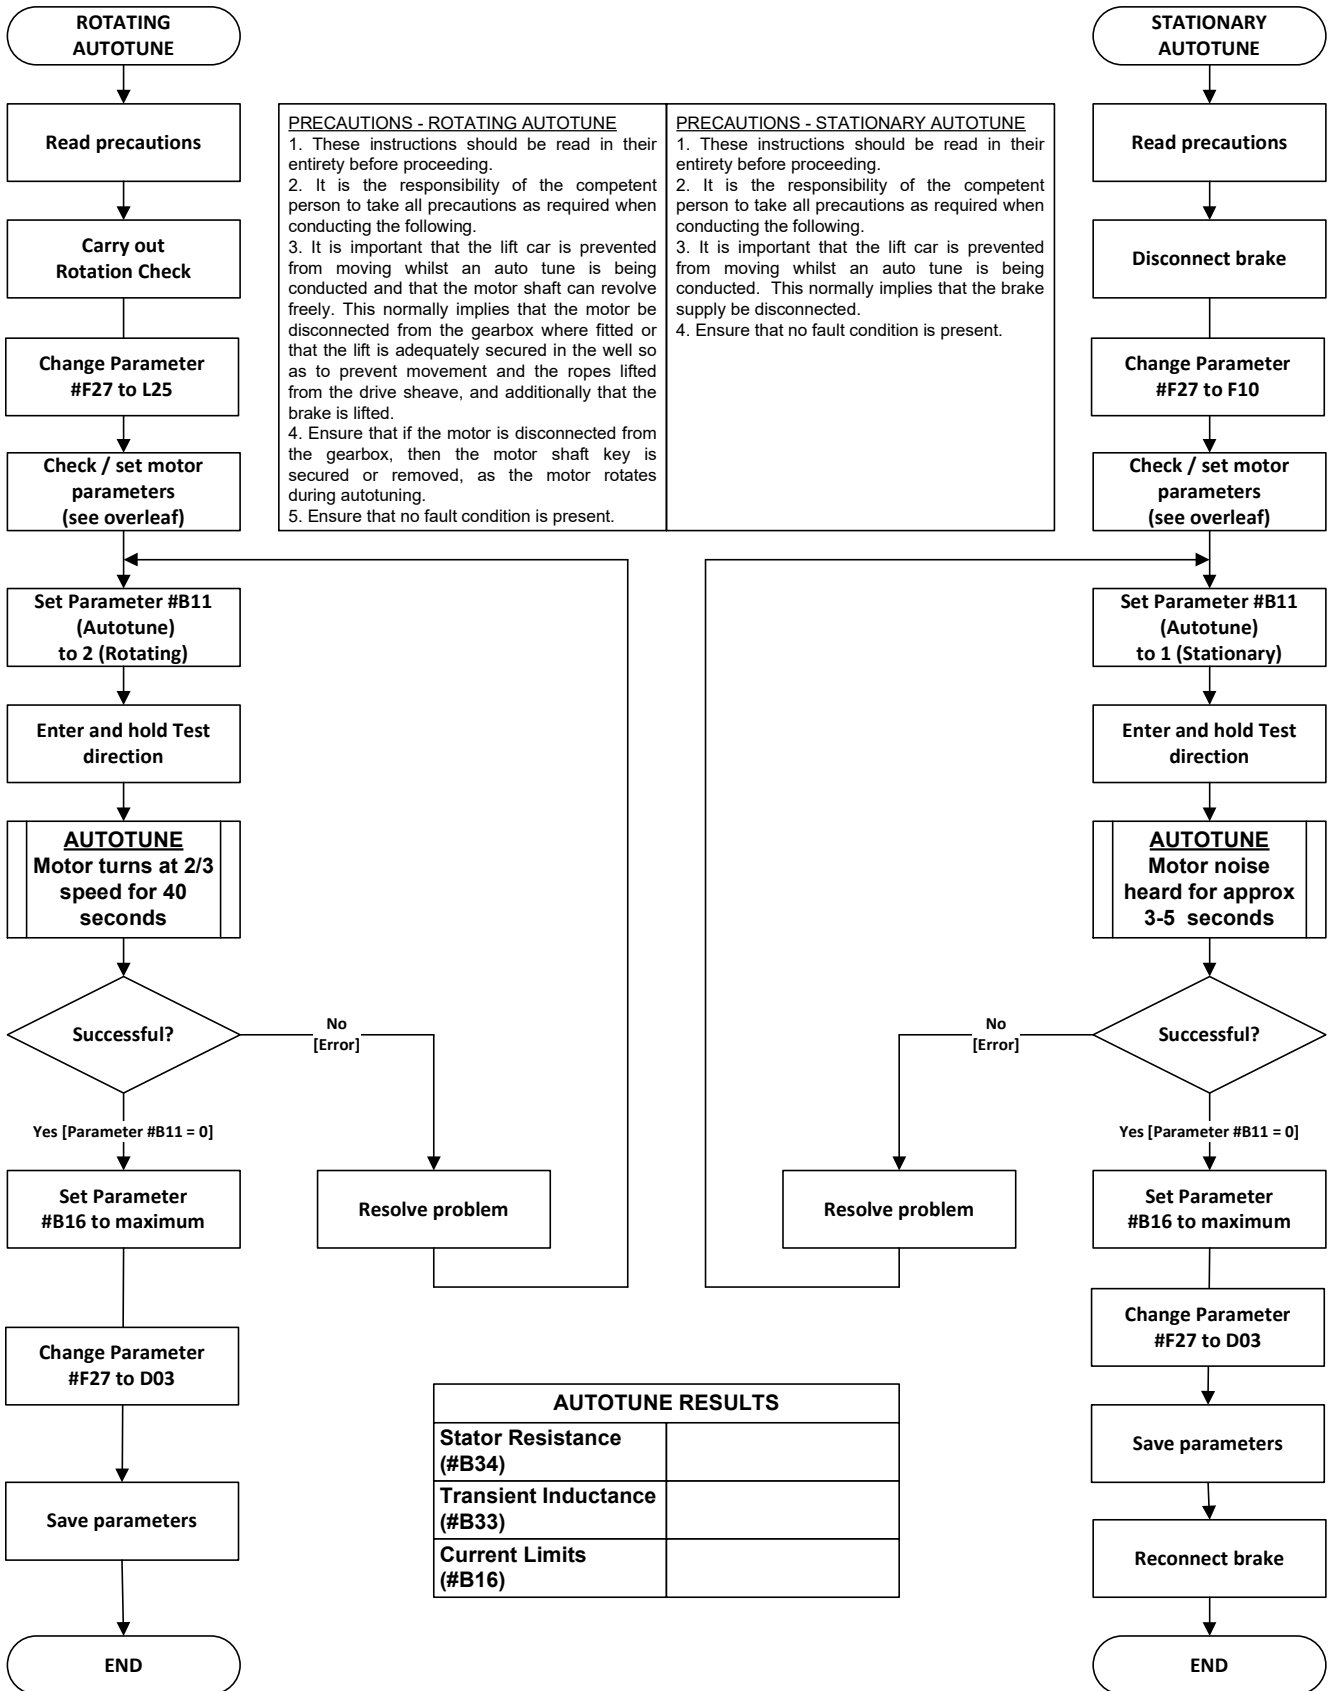 ROTATING
AUTOTUNE
Read precautions
Carry out
Rotation Check
Change Parameter
#F27 to L25
Check / set motor
parameters
(see overleaf)
Set Parameter #B11
(Autotune)
to 2 (Rotating)
Enter and hold Test
direction
AUTOTUNE
Motor turns at 2/3
speed for 40
seconds
Successful?
No
[Error]
Yes [Parameter #B11 = 0]
Resolve problem
Set Parameter
#B16 to maximum
Change Parameter
#F27 to D03
Save parameters
END
PRECAUTIONS - ROTATING AUTOTUNE
1. These instructions should be read in their
entirety before proceeding.
2. It is the responsibility of the competent
person to take all precautions as required when
conducting the following.
3. It is important that the lift car is prevented
from moving whilst an auto tune is being
conducted and that the motor shaft can revolve
freely. This normally implies that the motor be
disconnected from the gearbox where fitted or
that the lift is adequately secured in the well so
as to prevent movement and the ropes lifted
from the drive sheave, and additionally that the
brake is lifted.
4. Ensure that if the motor is disconnected from
the gearbox, then the motor shaft key is
secured or removed, as the motor rotates
during autotuning.
5. Ensure that no fault condition is present.
PRECAUTIONS - STATIONARY AUTOTUNE
1. These instructions should be read in their
entirety before proceeding.
2. It is the responsibility of the competent
person to take all precautions as required when
conducting the following.
3. It is important that the lift car is prevented
from moving whilst an auto tune is being
conducted. This normally implies that the brake
supply be disconnected.
4. Ensure that no fault condition is present.
AUTOTUNE RESULTS
Stator Resistance
(#B34)
Transient Inductance
(#B33)
Current Limits
(#B16)
STATIONARY
AUTOTUNE
Read precautions
Disconnect brake
Change Parameter
#F27 to F10
Check / set motor
parameters
(see overleaf)
Set Parameter #B11
(Autotune)
to 1 (Stationary)
Enter and hold Test
direction
AUTOTUNE
Motor noise
heard for approx
3-5 seconds
Successful?
No
[Error]
Yes [Parameter #B11 = 0]
Resolve problem
Set Parameter
#B16 to maximum
Change Parameter
#F27 to D03
Save parameters
Reconnect brake
END